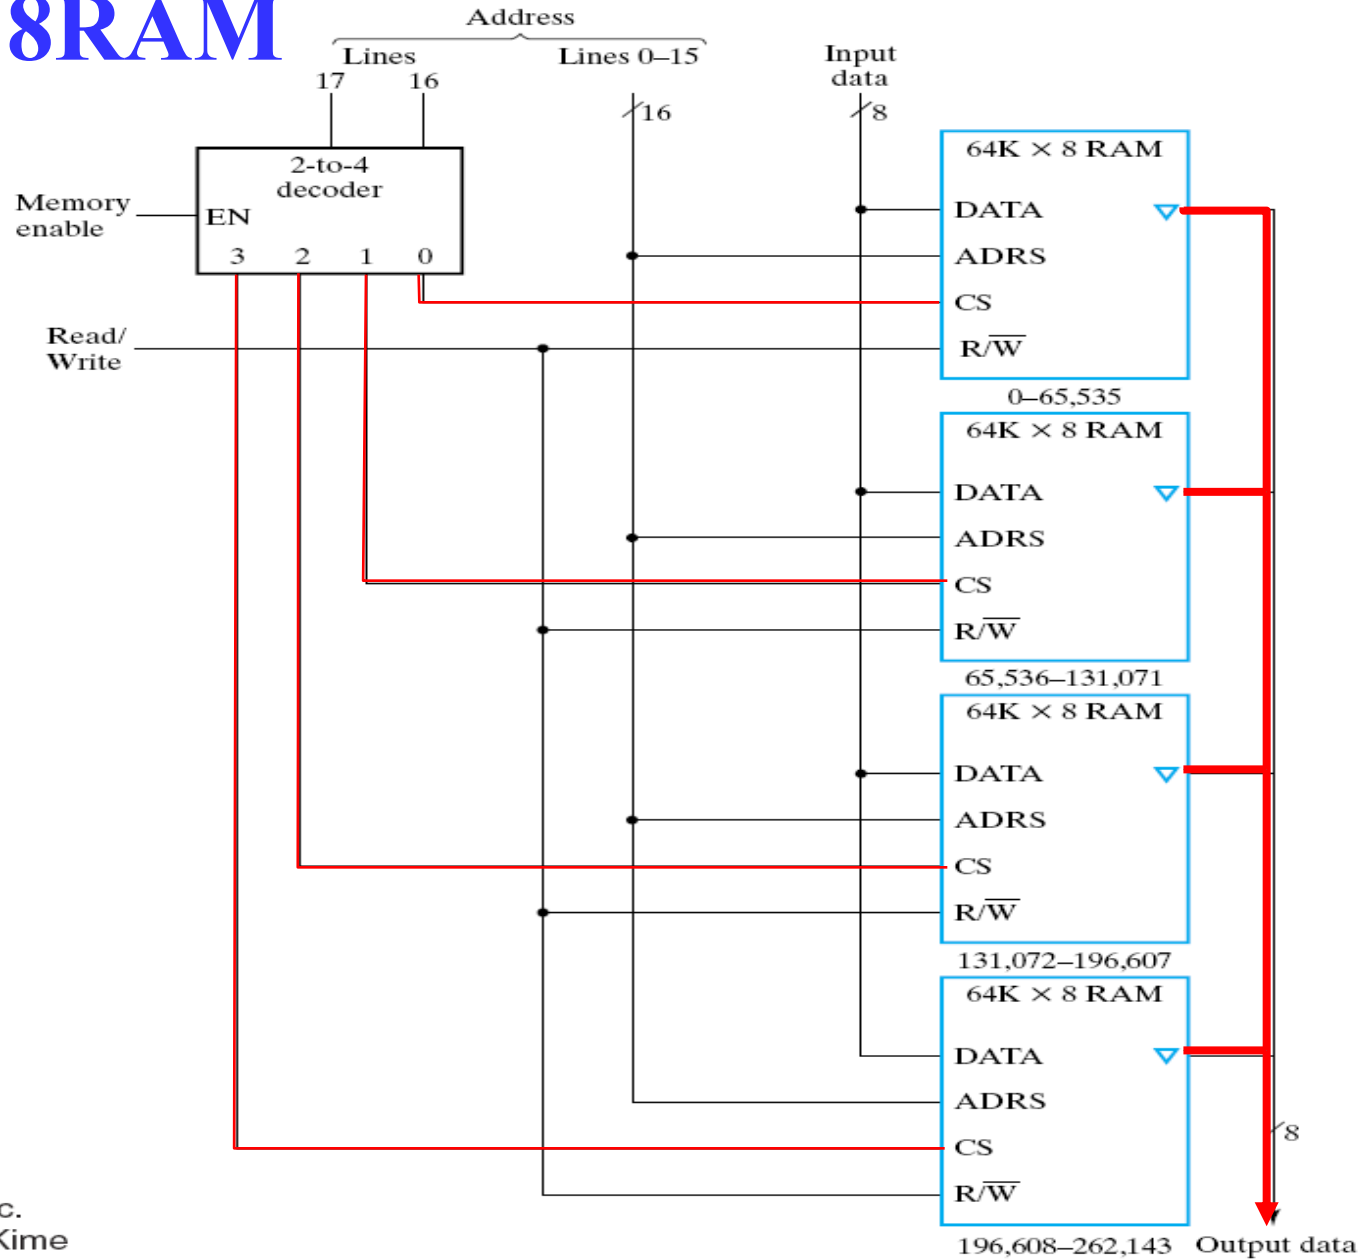 8RAM
Address
Lines
Lines 0–15
17
16
Input
data
16
8
2-to-4
decoder
Memory
enable
EN
3 2 1 0
Read/
Write
64K × 8 RAM
DATA
ADRS
CS
R/W̅
0–65,535
64K × 8 RAM
DATA
ADRS
CS
R/W̅
65,536–131,071
64K × 8 RAM
DATA
ADRS
CS
R/W̅
131,072–196,607
64K × 8 RAM
DATA
ADRS
CS
R/W̅
196,608–262,143
8
Output data
c.
Kime